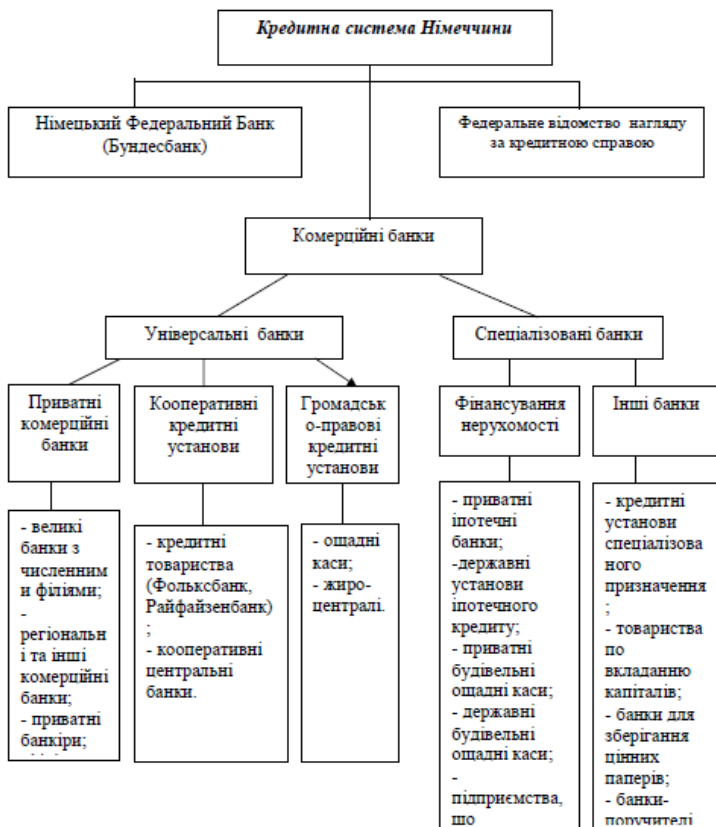 Кредитна система Німеччини
Німецький Федеральний Банк
(Бундесбанк)
Федеральне відомство нагляду
за кредитною справою
Комерційні банки
Універсальні банки
Спеціалізовані банки
Приватні
комерційні
банки
Кооперативні
кредитні
установи
Громадськ
о-правові
кредитні
установи
Фінансування
нерухомості
Інші банки
- великі
банки з
численним
и філіями;
-
регіональн
і та інші
комерційні
банки;
- приватні
банкіри;
- кредитні
товариства
(Фольксбанк,
Райфайзенбанк)
;
- кооперативні
центральні
банки.
- ощадні
каси;
- жиро-
централі.
- приватні
іпотечні
банки;
-державні
установи
іпотечного
кредиту;
- приватні
будівельні
ощадні каси;
- державні
будівельні
ощадні каси;
-
підприємства,
що
- кредитні
установи
спеціалізова
ного
призначення
;
- товариства
по
вкладанню
капіталів;
- банки для
зберігання
цінних
паперів;
- банки-
поручителі